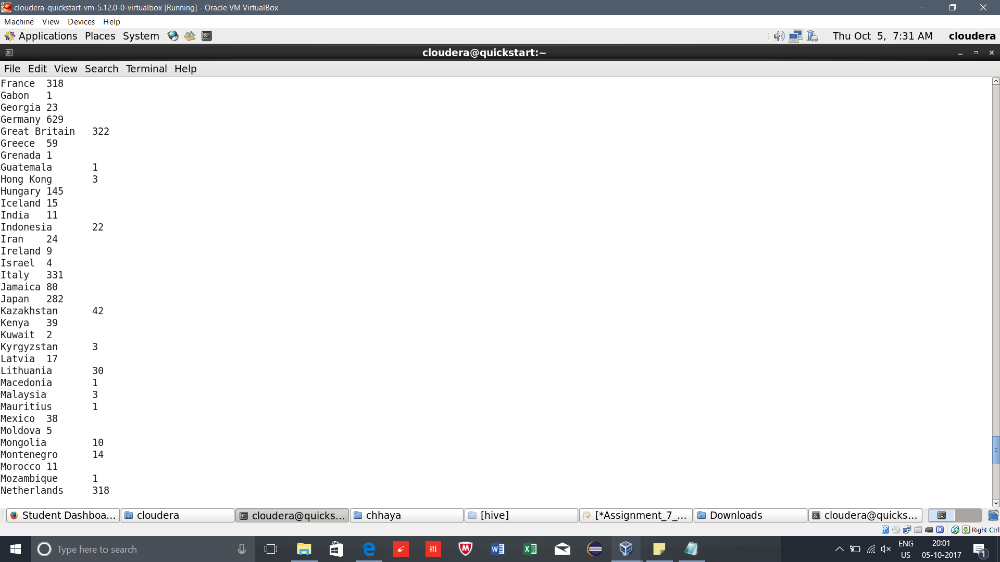 cloudera-quickstart-vm-5.12.0-0-virtualbox [Running] - Oracle VM VirtualBox
Machine View Devices Help
Applications Places System Thu Oct 5, 7:31 AM cloudera
cloudera@quickstart:~
File Edit View Search Terminal Help
France 318
Gabon 1
Georgia 23
Germany 629
Great Britain 322
Greece 59
Grenada 1
Guatemala 1
Hong Kong 3
Hungary 145
Iceland 15
India 11
Indonesia 22
Iran 24
Ireland 9
Israel 4
Italy 331
Jamaica 80
Japan 282
Kazakhstan 42
Kenya 39
Kuwait 2
Kyrgyzstan 3
Latvia 17
Lithuania 30
Macedonia 1
Malaysia 3
Mauritius 1
Mexico 38
Moldova 5
Mongolia 10
Montenegro 14
Morocco 11
Mozambique 1
Netherlands 318
Student Dashboa... cloudera cloudera@quicks... chhaya [hive] [*Assignment_7_... Downloads cloudera@quicks...
Right Ctrl
Type here to search ENG 20:01
US 05-10-2017 1